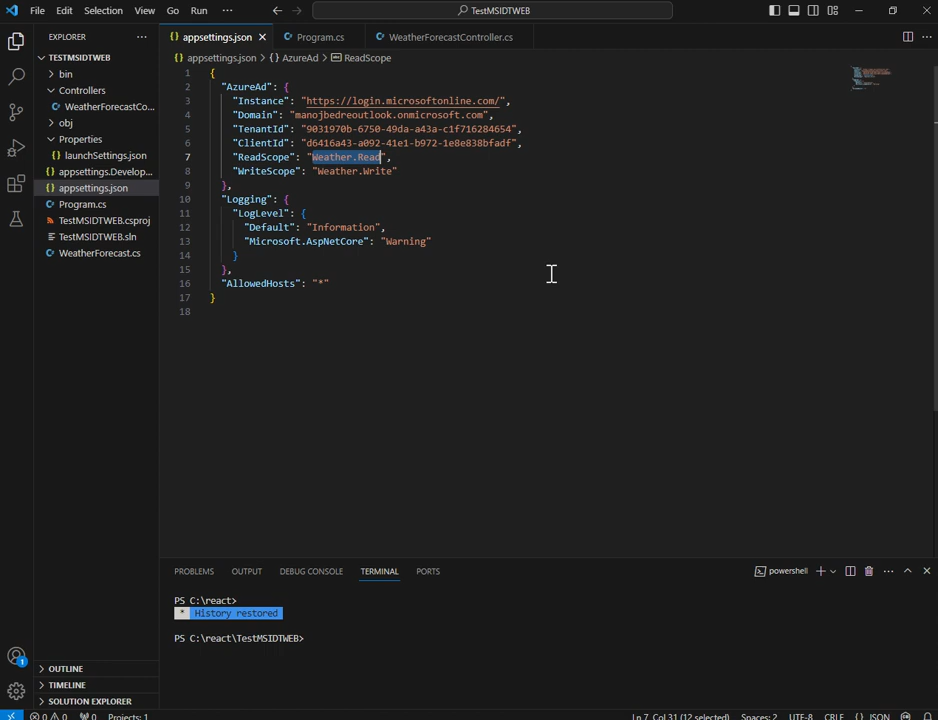 File Edit Selection View Go Run ··· TestMSIDTWEB
EXPLORER ···
appsettings.json Program.cs WeatherForecastController.cs
TESTMSIDTWEB
bin
Controllers
WeatherForecastCo...
obj
Properties
launchSettings.json
appsettings.Develop...
appsettings.json
Program.cs
TestMSIDTWEB.csproj
TestMSIDTWEB.sln
WeatherForecast.cs
OUTLINE
TIMELINE
SOLUTION EXPLORER
appsettings.json > {} AzureAd > ReadScope
1 {
2 "AzureAd": {
3 "Instance": "https://login.microsoftonline.com/",
4 "Domain": "manojbedreoutlook.onmicrosoft.com",
5 "TenantId": "9031970b-6750-49da-a43a-c1f716284654",
6 "ClientId": "d6416a43-a092-41e1-b972-1e8e838bfadf",
7 "ReadScope": "Weather.Read",
8 "WriteScope": "Weather.Write"
9 },
10 "Logging": {
11 "LogLevel": {
12 "Default": "Information",
13 "Microsoft.AspNetCore": "Warning"
14 }
15 },
16 "AllowedHosts": "*"
17 }
18
PROBLEMS OUTPUT DEBUG CONSOLE TERMINAL PORTS powershell
PS C:\react>
* History restored
PS C:\react\TestMSIDTWEB>
1
0 0 0 Projects: 1 Ln 7, Col 31 (12 selected) Spaces: 2 UTF-8 CRLF {} JSON